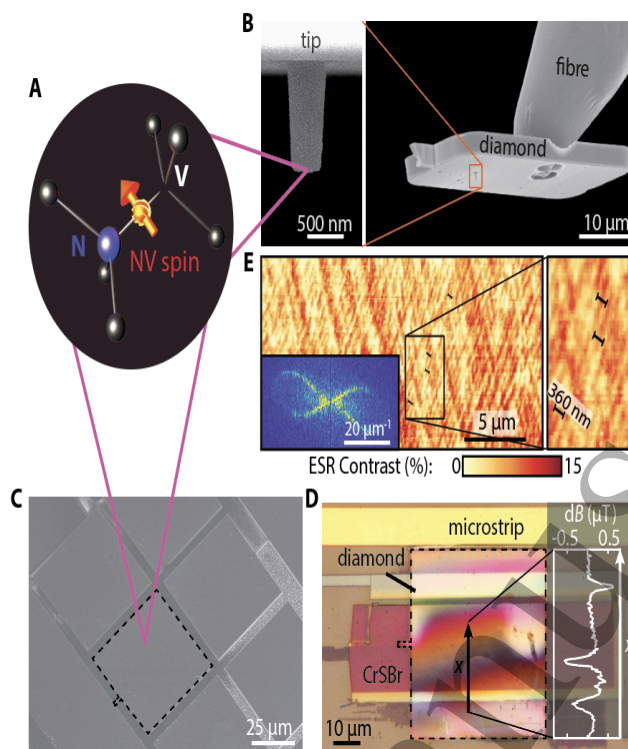 A
V
N
NV spin
B
tip
500 nm
fibre
diamond
10 µm
E
20 µm⁻¹
5 µm
360 nm
ESR Contrast (%): 0 15
C
25 µm
D
microstrip
diamond
CrSBr
x
10 µm
dB (µT)
-0.5 0.5